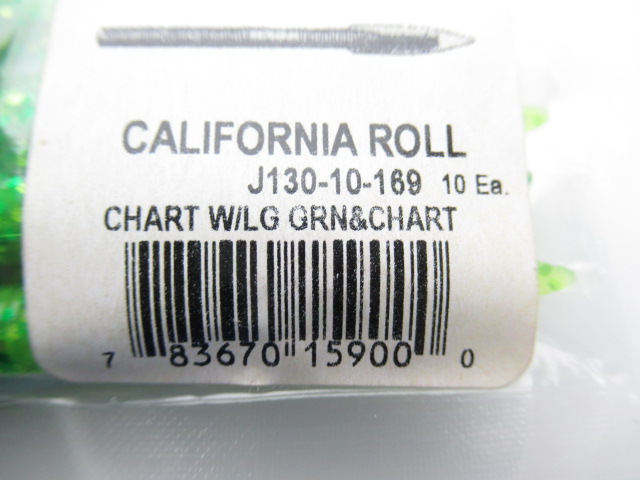 CALIFORNIA ROLL
J130-10-169 10 Ea.
CHART W/LG GRN&CHART
7 83670 15900 0